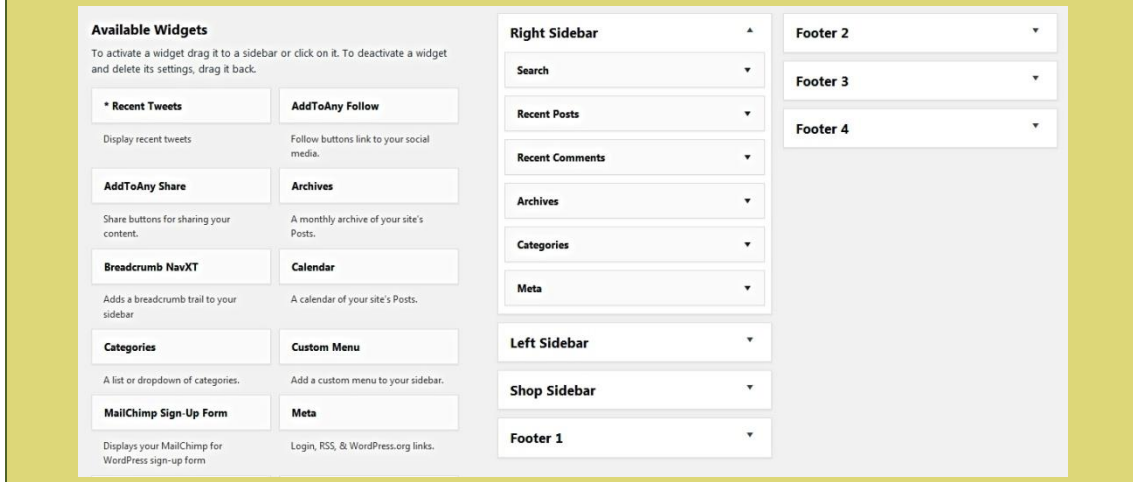 Available Widgets
To activate a widget drag it to a sidebar or click on it. To deactivate a widget
and delete its settings, drag it back.
* Recent Tweets
Display recent tweets
AddToAny Follow
Follow buttons link to your social
media.
AddToAny Share
Share buttons for sharing your
content.
Archives
A monthly archive of your site's
Posts.
Breadcrumb NavXT
Adds a breadcrumb trail to your
sidebar
Calendar
A calendar of your site's Posts.
Categories
A list or dropdown of categories.
Custom Menu
Add a custom menu to your sidebar.
MailChimp Sign-Up Form
Displays your MailChimp for
WordPress sign-up form
Meta
Login, RSS, & WordPress.org links.
Right Sidebar
Search
Recent Posts
Recent Comments
Archives
Categories
Meta
Left Sidebar
Shop Sidebar
Footer 1
Footer 2
Footer 3
Footer 4